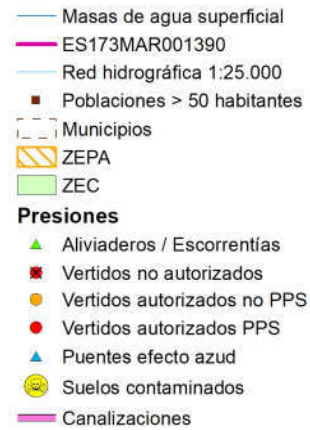 Masas de agua superficial
ES173MAR001390
Red hidrográfica 1:25.000
Poblaciones > 50 habitantes
Municipios
ZEPA
ZEC
Presiones
Aliviaderos / Escorrentías
Vertidos no autorizados
Vertidos autorizados no PPS
Vertidos autorizados PPS
Puentes efecto azud
Suelos contaminados
Canalizaciones